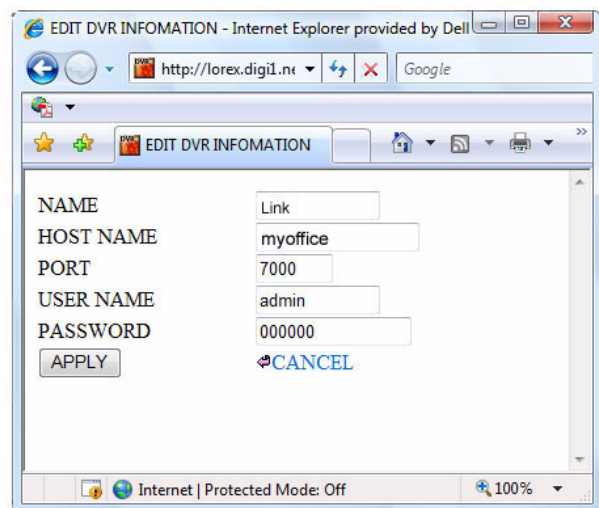 EDIT DVR INFOMATION - Internet Explorer provided by Dell
http://lorex.digi1.ne
Google
EDIT DVR INFOMATION
NAME Link
HOST NAME myoffice
PORT 7000
USER NAME admin
PASSWORD 000000
APPLY CANCEL
Internet | Protected Mode: Off 100%